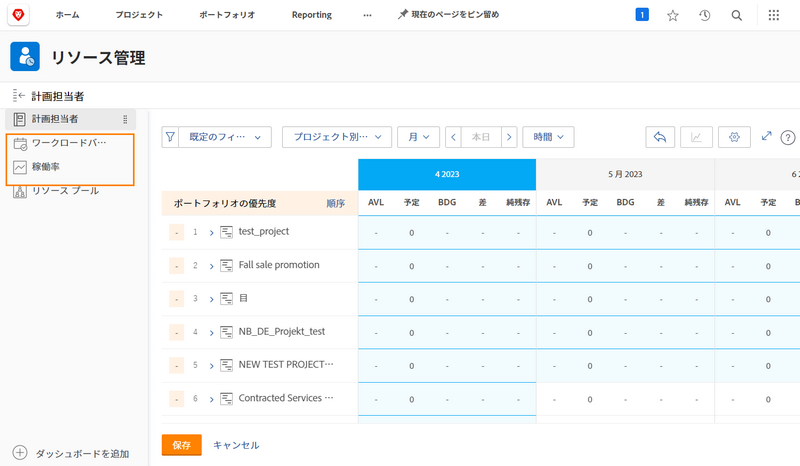 ホーム プロジェクト ポートフォリオ Reporting ··· 現在のページをピン留め 1
リソース管理
計画担当者
計画担当者
ワークロードバ…
稼働率
リソース プール
既定のフィ… プロジェクト別… 月 本日 時間
4 2023 5 月 2023 6 2
ポートフォリオの優先度 順序 AVL 予定 BDG 差 純残存 AVL 予定 BDG 差 純残存 AVL 予定
- 1 test_project - 0 - - - - 0 - - - - 0
- 2 Fall sale promotion - 0 - - - - 0 - - - - 0
- 3 目 - 0 - - - - 0 - - - - 0
- 4 NB_DE_Projekt_test - 0 - - - - 0 - - - - 0
- 5 NEW TEST PROJECT… - 0 - - - - 0 - - - - 0
- 6 Contracted Services … - 0 - - - - 0 - - - - 0
保存 キャンセル
ダッシュボードを追加